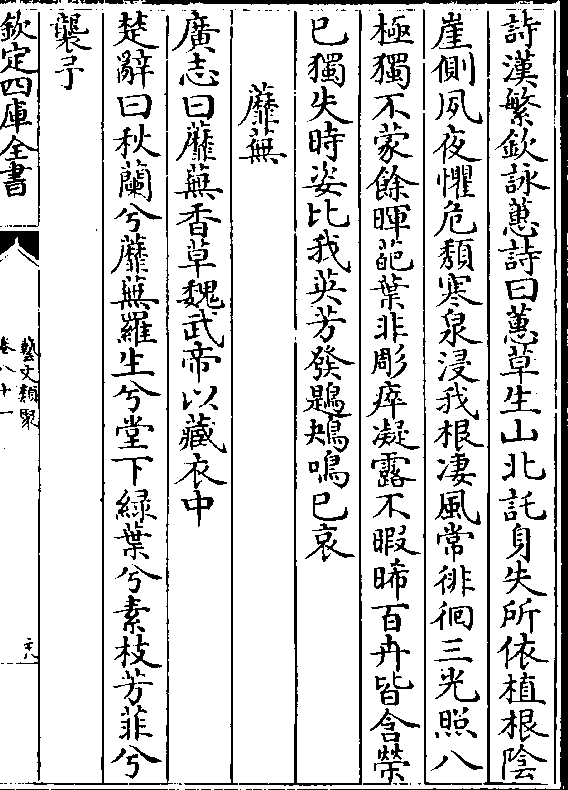 詩漢繁欽詠蕙詩曰蕙草生山北託身失所依植根陰
崖側夙夜懼危頹寒泉浸我根凄風常徘徊三光照八
極獨不蒙餘暉葩葉非彫瘁凝露不暇晞百卉皆含榮
已獨失時姿比我英芳發鶗鴂鳴已哀
蘼蕪
廣志曰蘼蕪香草魏武帝以藏衣中
楚辭曰秋蘭兮蘼蕪羅生兮堂下綠葉兮素枝芳菲兮
襲予
欽定四庫全書
藝文類聚
卷八十一
六